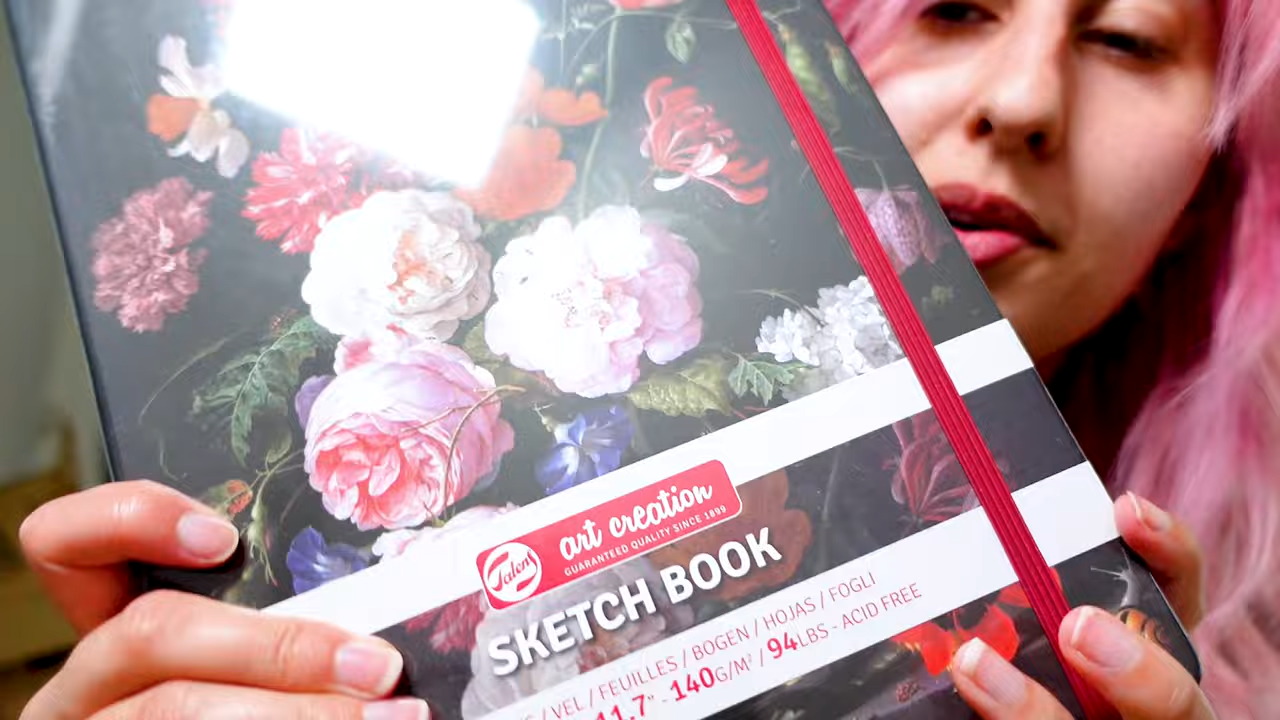 Talens
art creation
GUARANTEED QUALITY SINCE 1899
SKETCH BOOK
/ VEL / FEUILLES / BOGEN / HOJAS / FOGLI
11.7" - 140G/M² / 94LBS - ACID FREE